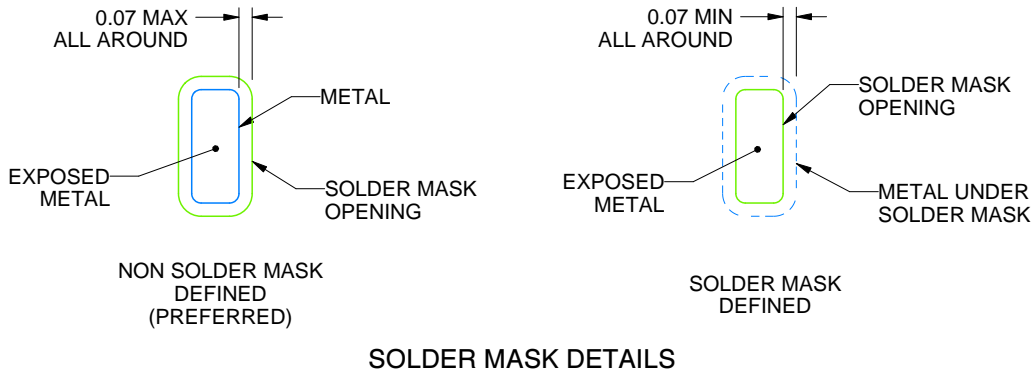 0.07 MAX
ALL AROUND
METAL
EXPOSED
METAL
SOLDER MASK
OPENING
NON SOLDER MASK
DEFINED
(PREFERRED)
0.07 MIN
ALL AROUND
SOLDER MASK
OPENING
EXPOSED
METAL
METAL UNDER
SOLDER MASK
SOLDER MASK
DEFINED
SOLDER MASK DETAILS